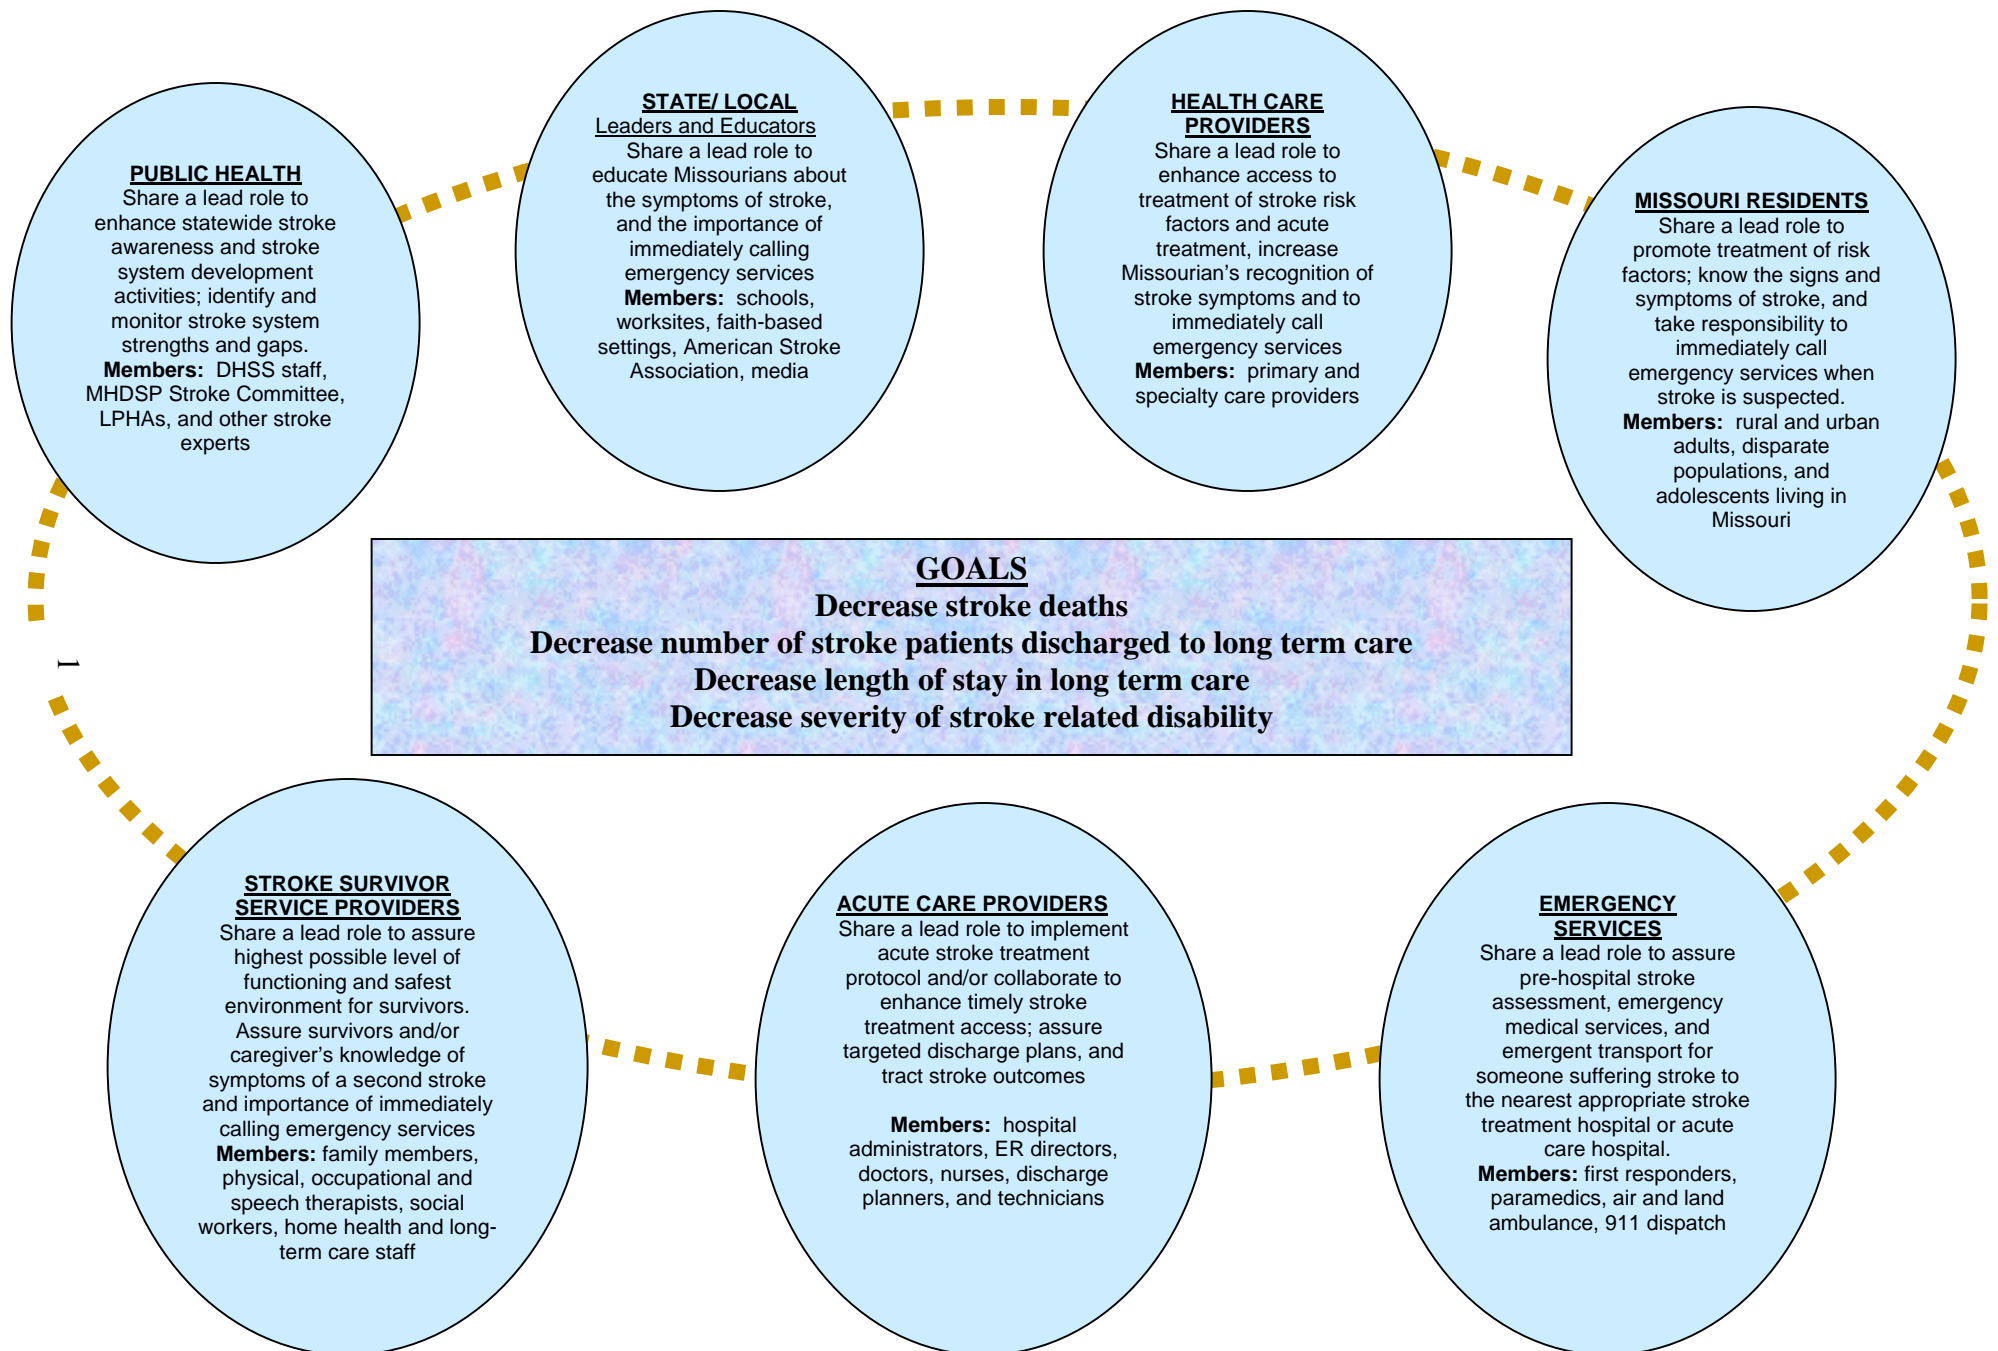 PUBLIC HEALTH
Share a lead role to
enhance statewide stroke
awareness and stroke
system development
activities; identify and
monitor stroke system
strengths and gaps.
Members:  DHSS staff,
MHDSP Stroke Committee,
LPHAs, and other stroke
experts
STATE/ LOCAL
Leaders and Educators
Share a lead role to
educate Missourians about
the symptoms of stroke,
and the importance of
immediately calling
emergency services
Members:  schools,
worksites, faith-based
settings, American Stroke
Association, media
HEALTH CARE
PROVIDERS
Share a lead role to
enhance access to
treatment of stroke risk
factors and acute
treatment, increase
Missourian’s recognition of
stroke symptoms and to
immediately call
emergency services
Members:  primary and
specialty care providers
MISSOURI RESIDENTS
Share a lead role to
promote treatment of risk
factors; know the signs and
symptoms of stroke, and
take responsibility to
immediately call
emergency services when
stroke is suspected.
Members:  rural and urban
adults, disparate
populations, and
adolescents living in
Missouri
GOALS
Decrease stroke deaths
Decrease number of stroke patients discharged to long term care
Decrease length of stay in long term care
Decrease severity of stroke related disability
1
STROKE SURVIVOR
SERVICE PROVIDERS
Share a lead role to assure
highest possible level of
functioning and safest
environment for survivors.
Assure survivors and/or
caregiver’s knowledge of
symptoms of a second stroke
and importance of immediately
calling emergency services
Members: family members,
physical, occupational and
speech therapists, social
workers, home health and long-
term care staff
ACUTE CARE PROVIDERS
Share a lead role to implement
acute stroke treatment
protocol and/or collaborate to
enhance timely stroke
treatment access; assure
targeted discharge plans, and
tract stroke outcomes
Members:  hospital
administrators, ER directors,
doctors, nurses, discharge
planners, and technicians
EMERGENCY
SERVICES
Share a lead role to assure
pre-hospital stroke
assessment, emergency
medical services, and
emergent transport for
someone suffering stroke to
the nearest appropriate stroke
treatment hospital or acute
care hospital.
Members: first responders,
paramedics, air and land
ambulance, 911 dispatch